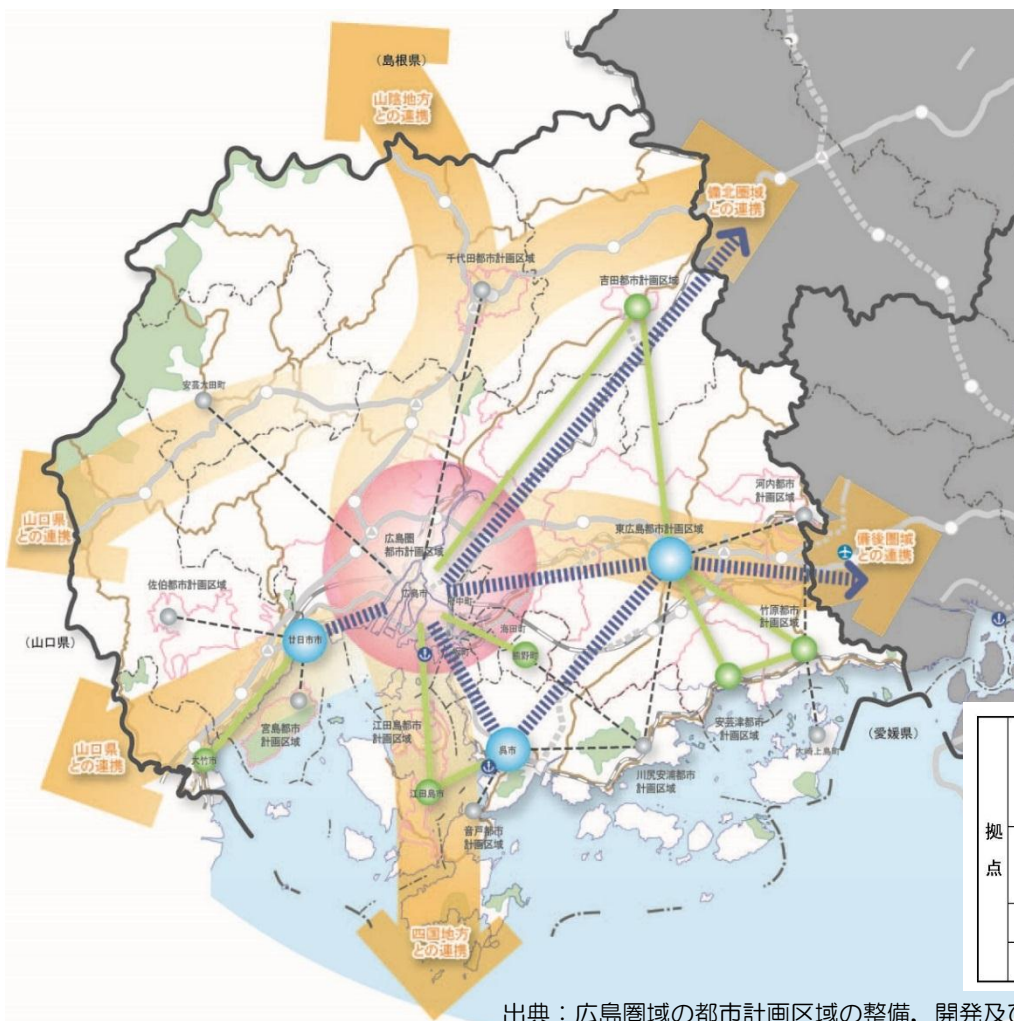 (島根県)
山陰地方
との連携
備北圏域
との連携
千代田都市計画区域
吉田都市計画区域
安芸太田町
山口県
との連携
広島圏
都市計画区域
広島市
府中町
海田町
熊野町
東広島都市計画区域
河内都市
計画区域
備後圏域
との連携
竹原都市
計画区域
佐伯都市計画区域
(山口県)
廿日市市
宮島都市
計画区域
江田島都市
計画区域
呉市
安芸津都市
計画区域
大崎上島町
(愛媛県)
山口県
との連携
大竹市
江田島市
川尻安浦都市
計画区域
音戸都市
計画区域
四国地方
との連携
拠
点
出典:広島圏域の都市計画区域の整備,開発及び